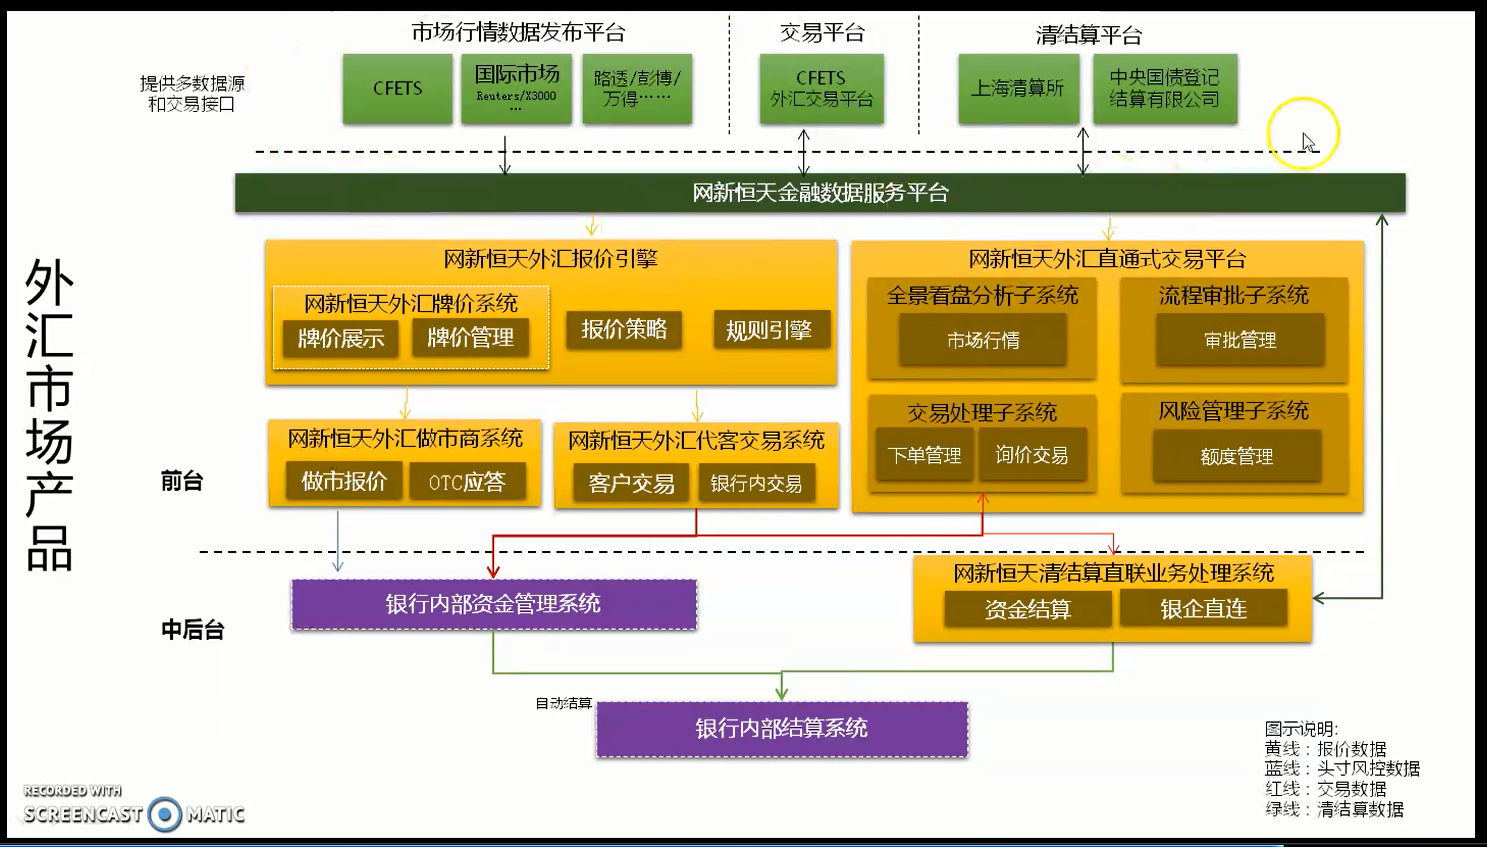 市场行情数据发布平台
交易平台
清结算平台
提供多数据源
和交易接口
CFETS
国际市场
Reuters/X3000
...
路透/彭博/
万得……
CFETS
外汇交易平台
上海清算所
中央国债登记
结算有限公司
网新恒天金融数据服务平台
外汇市场产品
网新恒天外汇报价引擎
网新恒天外汇牌价系统
牌价展示
牌价管理
报价策略
规则引擎
网新恒天外汇直通式交易平台
全景看盘分析子系统
市场行情
流程审批子系统
审批管理
交易处理子系统
下单管理
询价交易
风险管理子系统
额度管理
前台
网新恒天外汇做市商系统
做市报价
OTC应答
网新恒天外汇代客交易系统
客户交易
银行内交易
中后台
银行内部资金管理系统
网新恒天清结算直联业务处理系统
资金结算
银企直连
自动结算
银行内部结算系统
图示说明:
黄线：报价数据
蓝线：头寸风控数据
红线：交易数据
绿线：清结算数据
RECORDED WITH
SCREENCAST MATIC